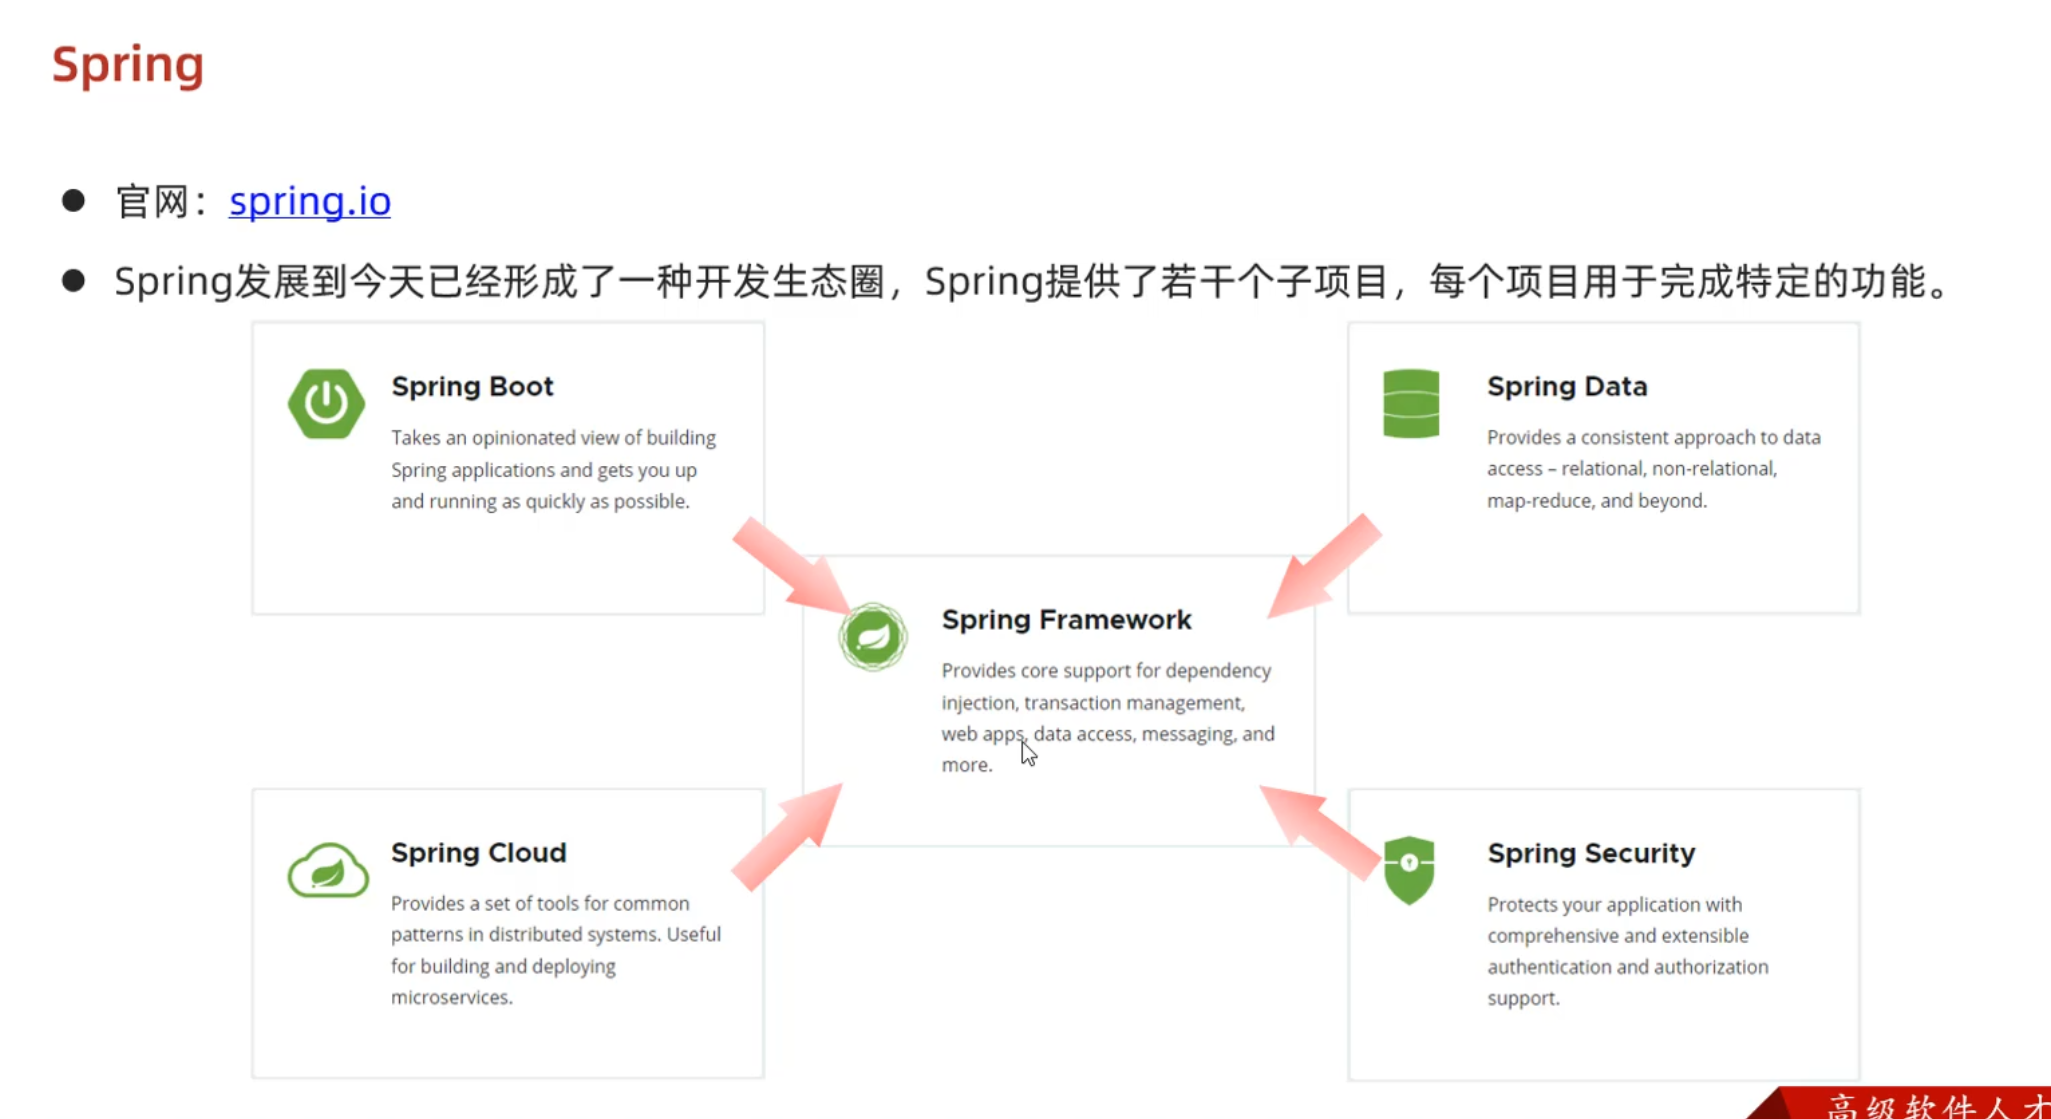 Spring
官网：spring.io
Spring发展到今天已经形成了一种开发生态圈，Spring提供了若干个子项目，每个项目用于完成特定的功能。
Spring Boot
Takes an opinionated view of building
Spring applications and gets you up
and running as quickly as possible.
Spring Data
Provides a consistent approach to data
access – relational, non-relational,
map-reduce, and beyond.
Spring Framework
Provides core support for dependency
injection, transaction management,
web apps, data access, messaging, and
more.
Spring Cloud
Provides a set of tools for common
patterns in distributed systems. Useful
for building and deploying
microservices.
Spring Security
Protects your application with
comprehensive and extensible
authentication and authorization
support.
高级软件人才